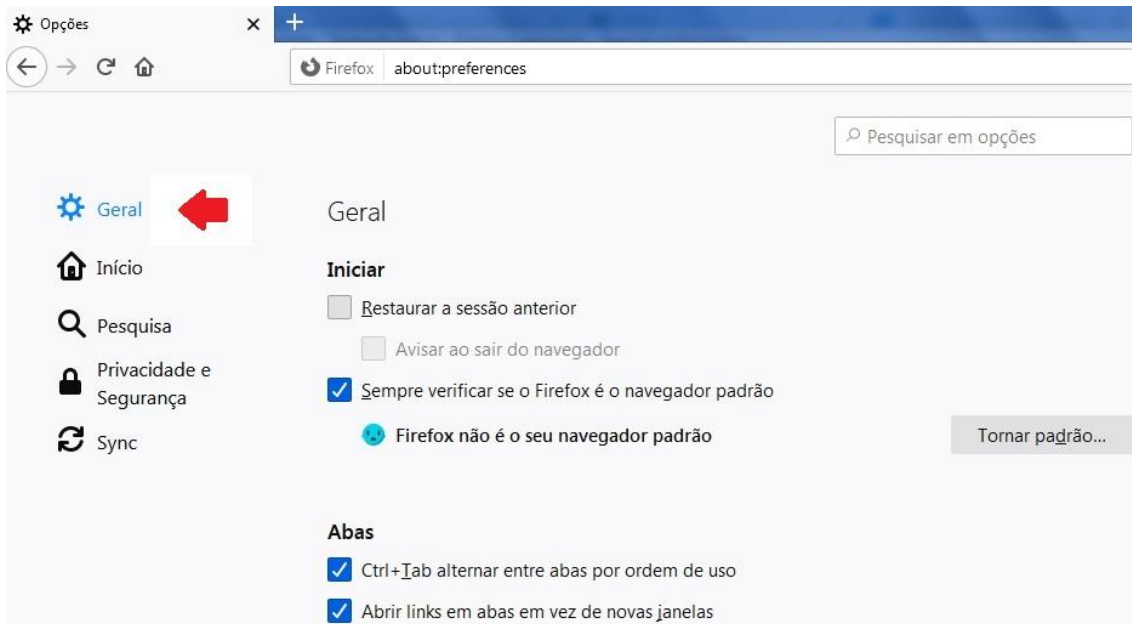 Opções
Firefox about:preferences
Pesquisar em opções
Geral
Início
Pesquisa
Privacidade e
Segurança
Sync
Geral
Iniciar
Restaurar a sessão anterior
Avisar ao sair do navegador
Sempre verificar se o Firefox é o navegador padrão
Firefox não é o seu navegador padrão
Tornar padrão...
Abas
Ctrl+Tab alternar entre abas por ordem de uso
Abrir links em abas em vez de novas janelas